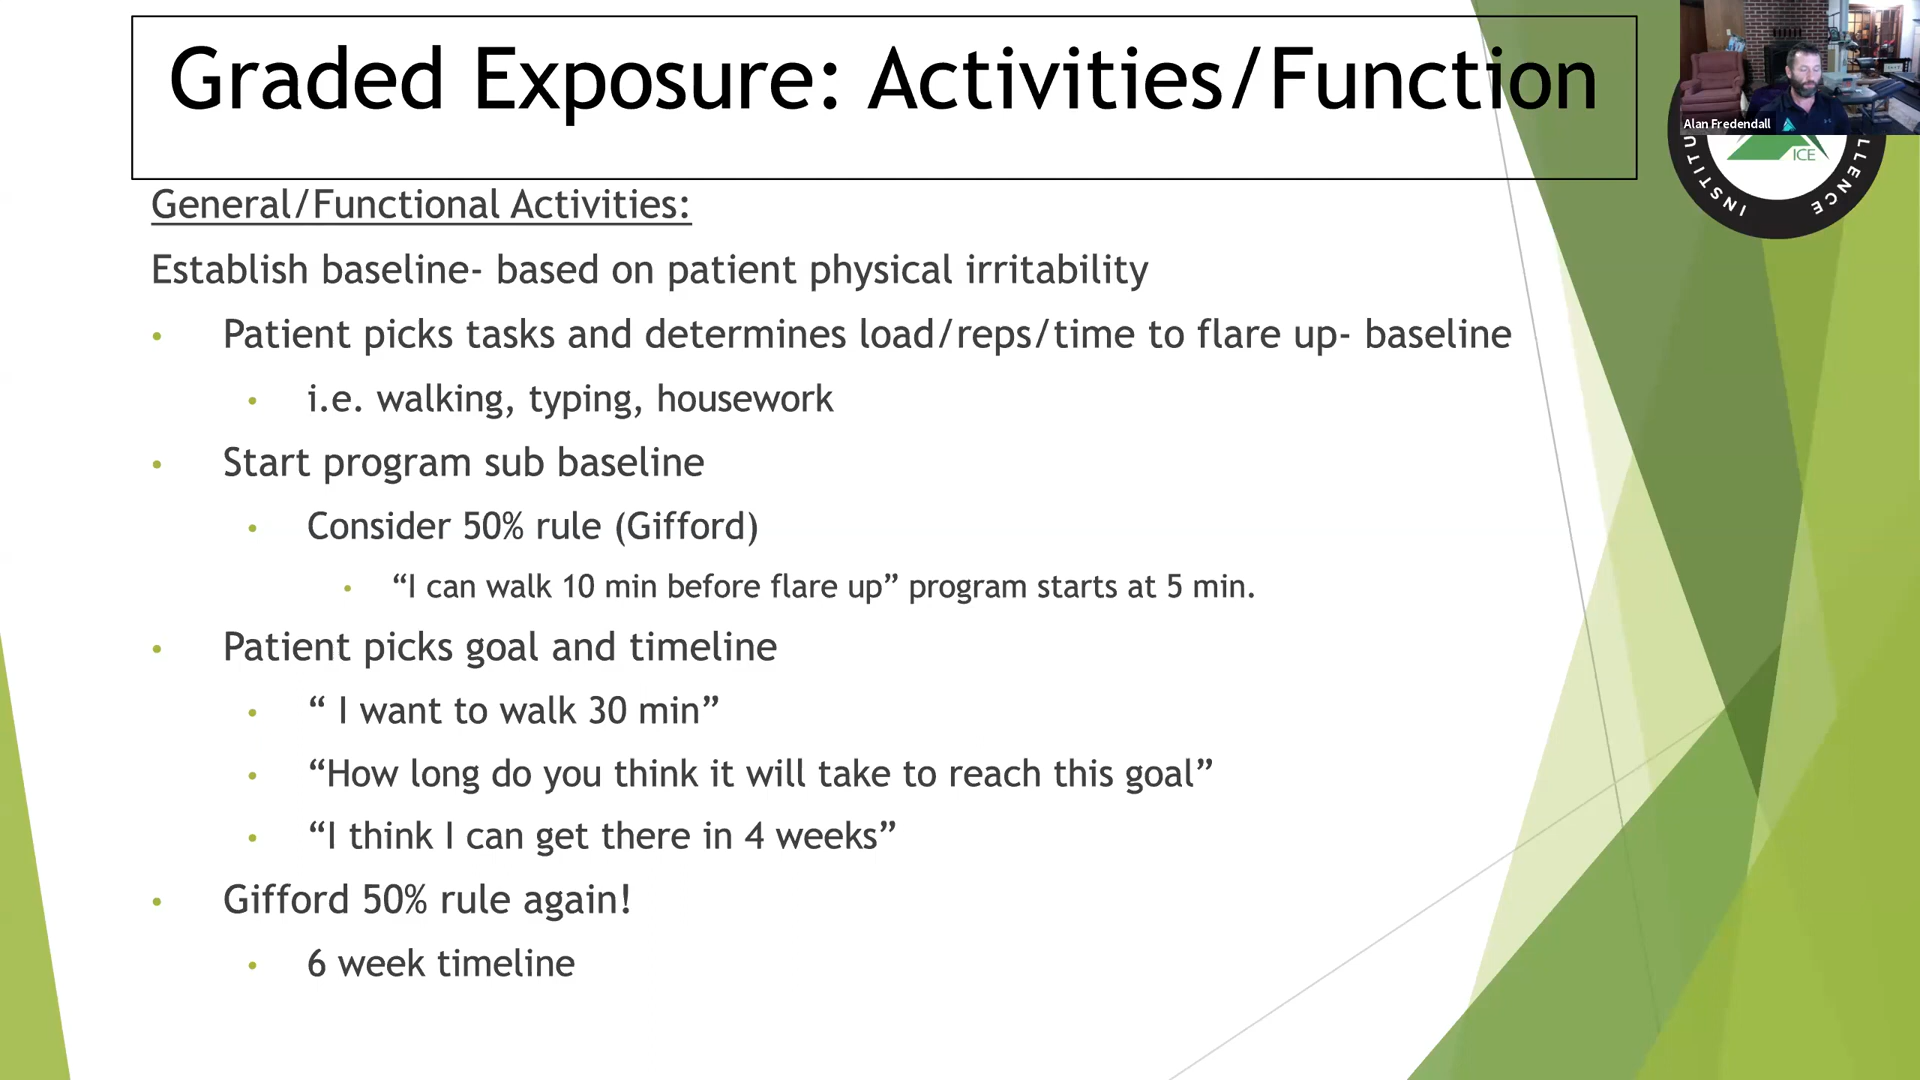 Graded Exposure: Activities/Function
Alan Fredendall
ICE
INSTITU
LLENCE
General/Functional Activities:
Establish baseline- based on patient physical irritability
• Patient picks tasks and determines load/reps/time to flare up- baseline
• i.e. walking, typing, housework
• Start program sub baseline
• Consider 50% rule (Gifford)
• “I can walk 10 min before flare up” program starts at 5 min.
• Patient picks goal and timeline
• “ I want to walk 30 min”
• “How long do you think it will take to reach this goal”
• “I think I can get there in 4 weeks”
• Gifford 50% rule again!
• 6 week timeline